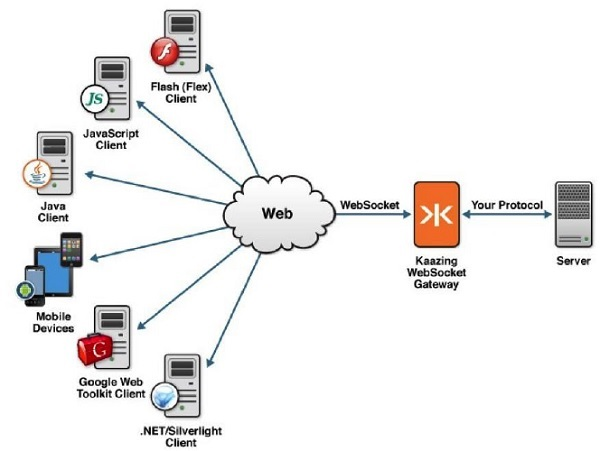 Flash (Flex)
Client
JS
JavaScript
Client
Java
Client
Mobile
Devices
G
Google Web
Toolkit Client
.NET/Silverlight
Client
Web
WebSocket
Kaazing
WebSocket
Gateway
Your Protocol
Server